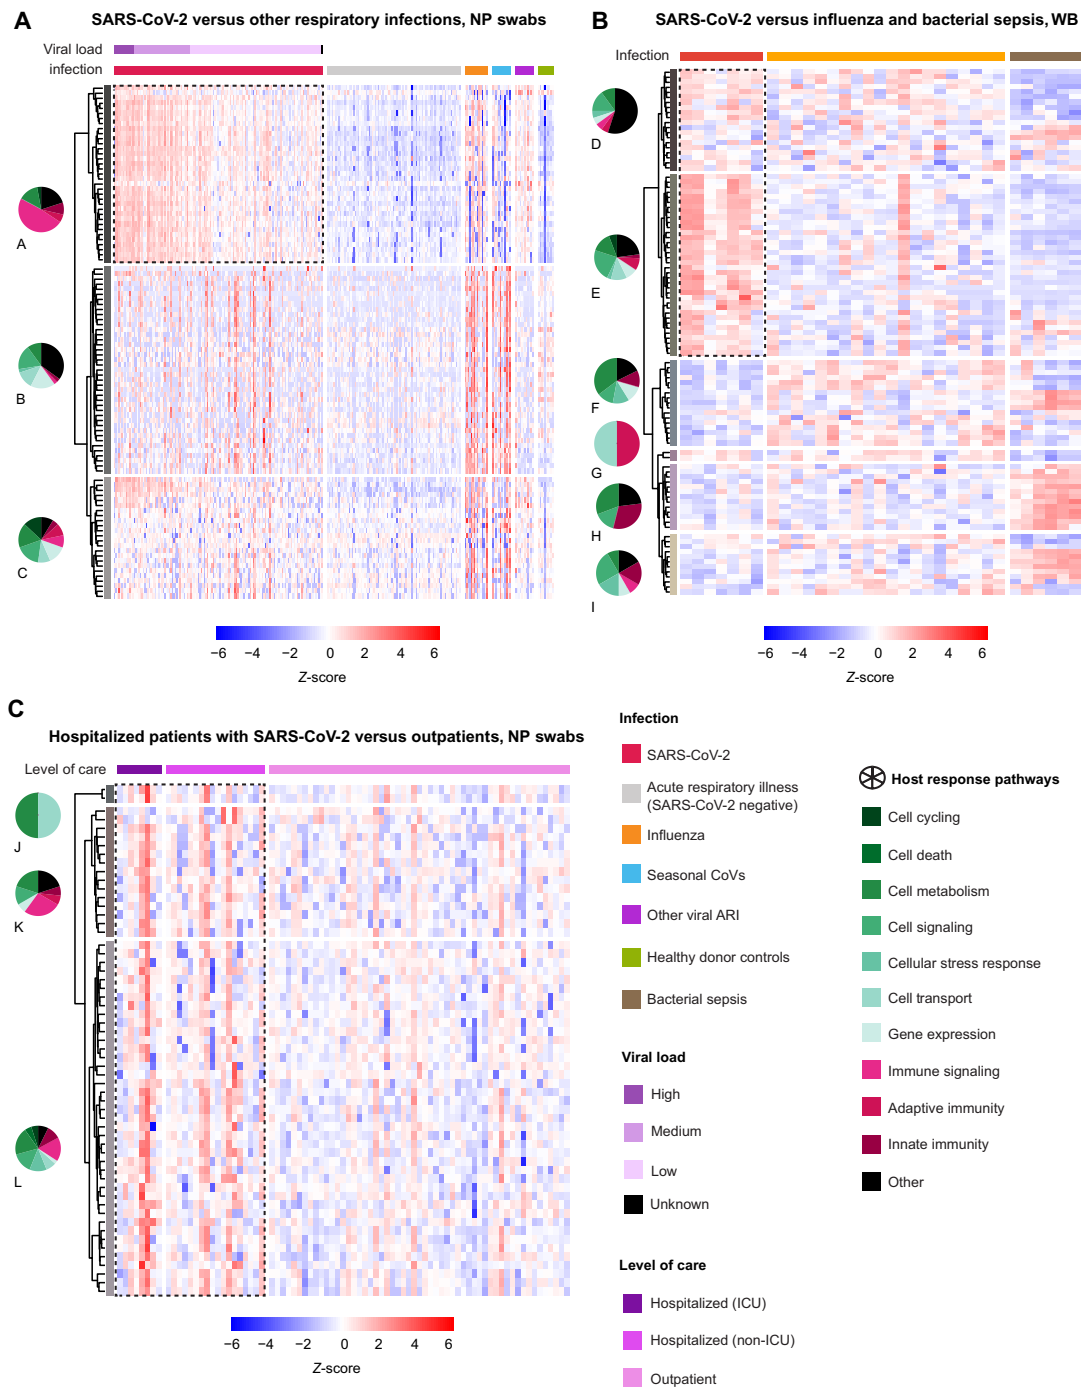 A
SARS-CoV-2 versus other respiratory infections, NP swabs
Viral load
infection
A
B
C
−6 −4 −2 0 2 4 6
Z-score
B
SARS-CoV-2 versus influenza and bacterial sepsis, WB
Infection
D
E
F
G
H
I
−6 −4 −2 0 2 4 6
Z-score
C
Hospitalized patients with SARS-CoV-2 versus outpatients, NP swabs
Level of care
J
K
L
−6 −4 −2 0 2 4 6
Z-score
Infection
SARS-CoV-2
Acute respiratory illness
(SARS-CoV-2 negative)
Influenza
Seasonal CoVs
Other viral ARI
Healthy donor controls
Bacterial sepsis
Viral load
High
Medium
Low
Unknown
Level of care
Hospitalized (ICU)
Hospitalized (non-ICU)
Outpatient
Host response pathways
Cell cycling
Cell death
Cell metabolism
Cell signaling
Cellular stress response
Cell transport
Gene expression
Immune signaling
Adaptive immunity
Innate immunity
Other